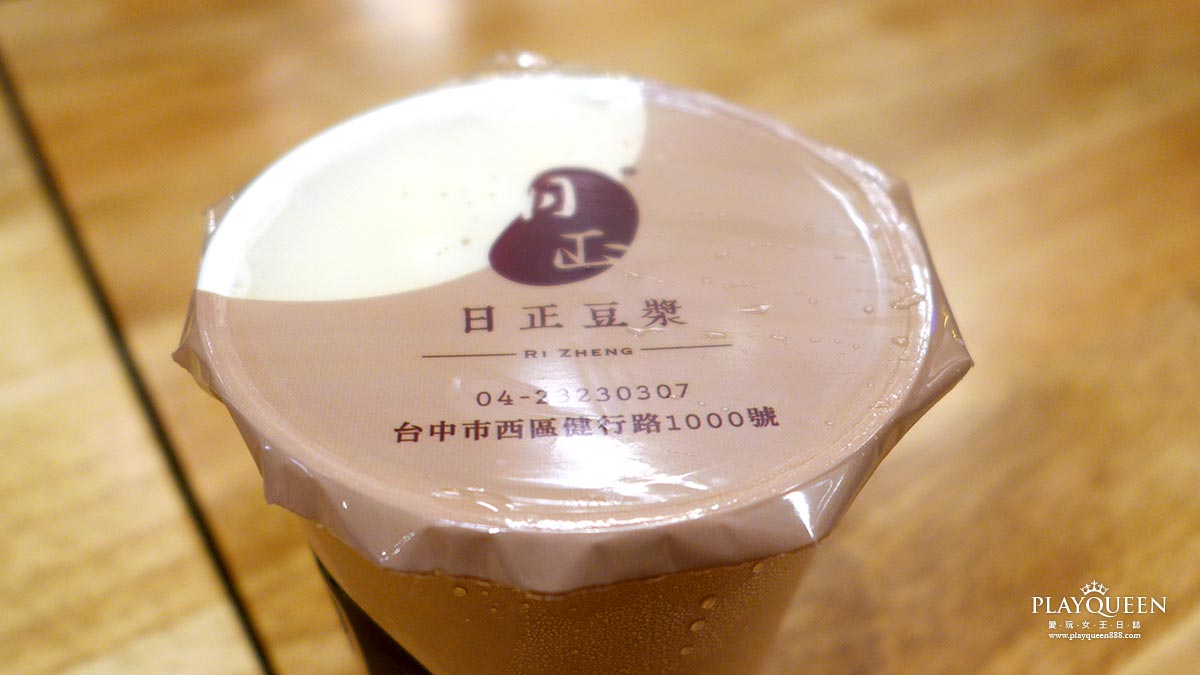 日正
日正豆漿
RI ZHENG
04-23230307
台中市西區健行路1000號
PLAYQUEEN
愛·玩·女·王·日·誌
www.playqueen888.com